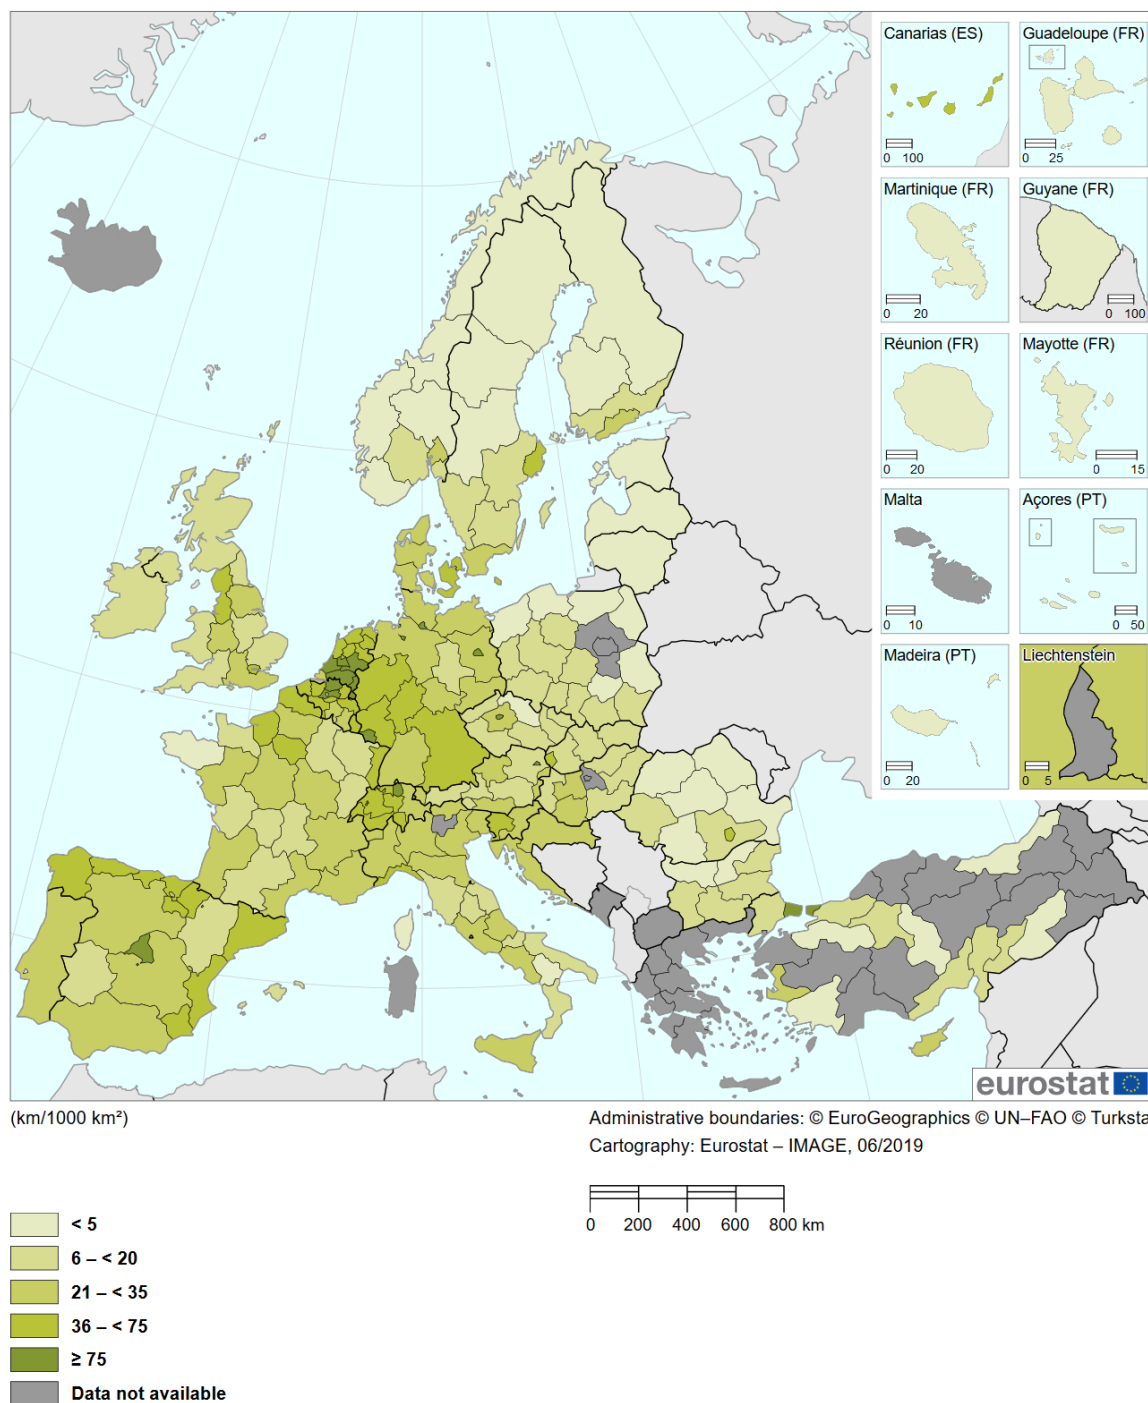 Canarias (ES)
0 100
Guadeloupe (FR)
0 25
Martinique (FR)
0 20
Guyane (FR)
0 100
Réunion (FR)
0 20
Mayotte (FR)
0 15
Malta
0 10
Açores (PT)
0 50
Madeira (PT)
0 20
Liechtenstein
0 5
eurostat
(km/1000 km²)
Administrative boundaries: © EuroGeographics © UN–FAO © Turksta
Cartography: Eurostat – IMAGE, 06/2019
0 200 400 600 800 km
< 5
6 – < 20
21 – < 35
36 – < 75
≥ 75
Data not available